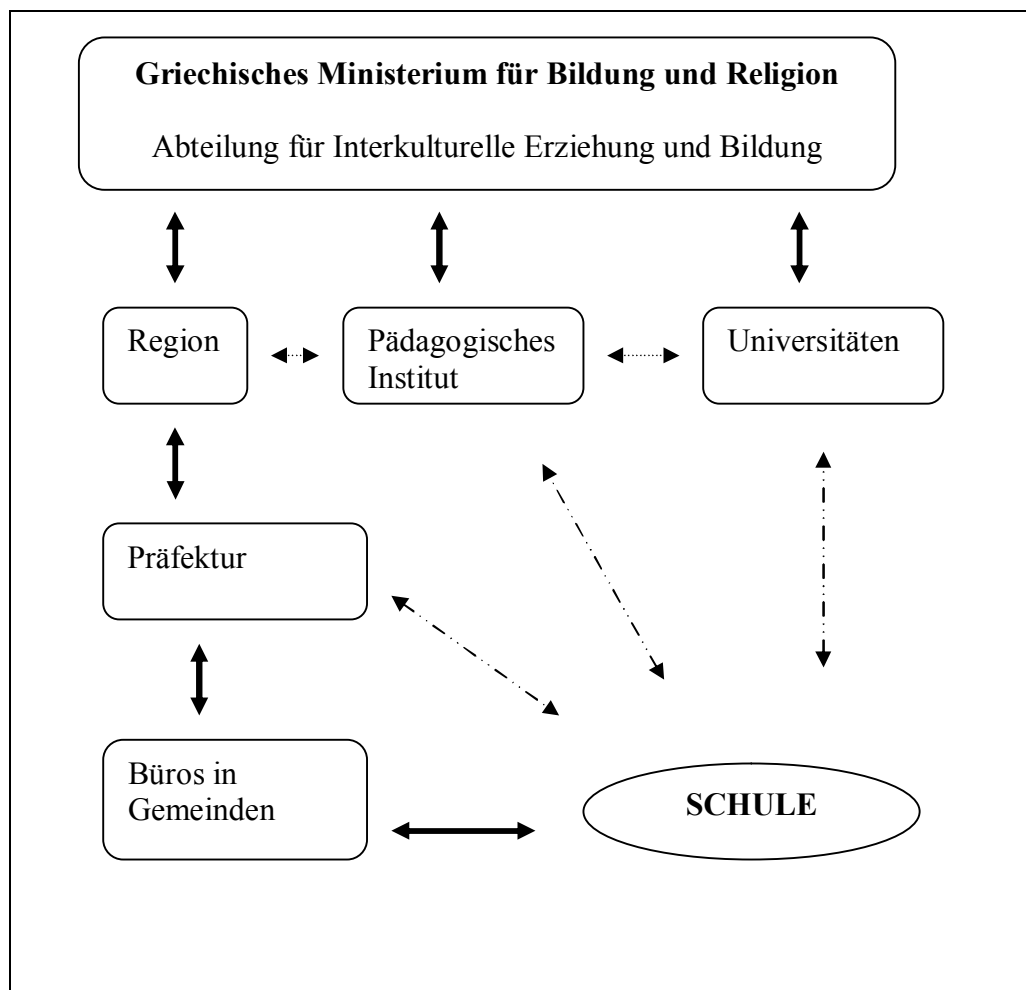 Griechisches Ministerium für Bildung und Religion
Abteilung für Interkulturelle Erziehung und Bildung
Region
Pädagogisches
Institut
Universitäten
Präfektur
Büros in
Gemeinden
SCHULE